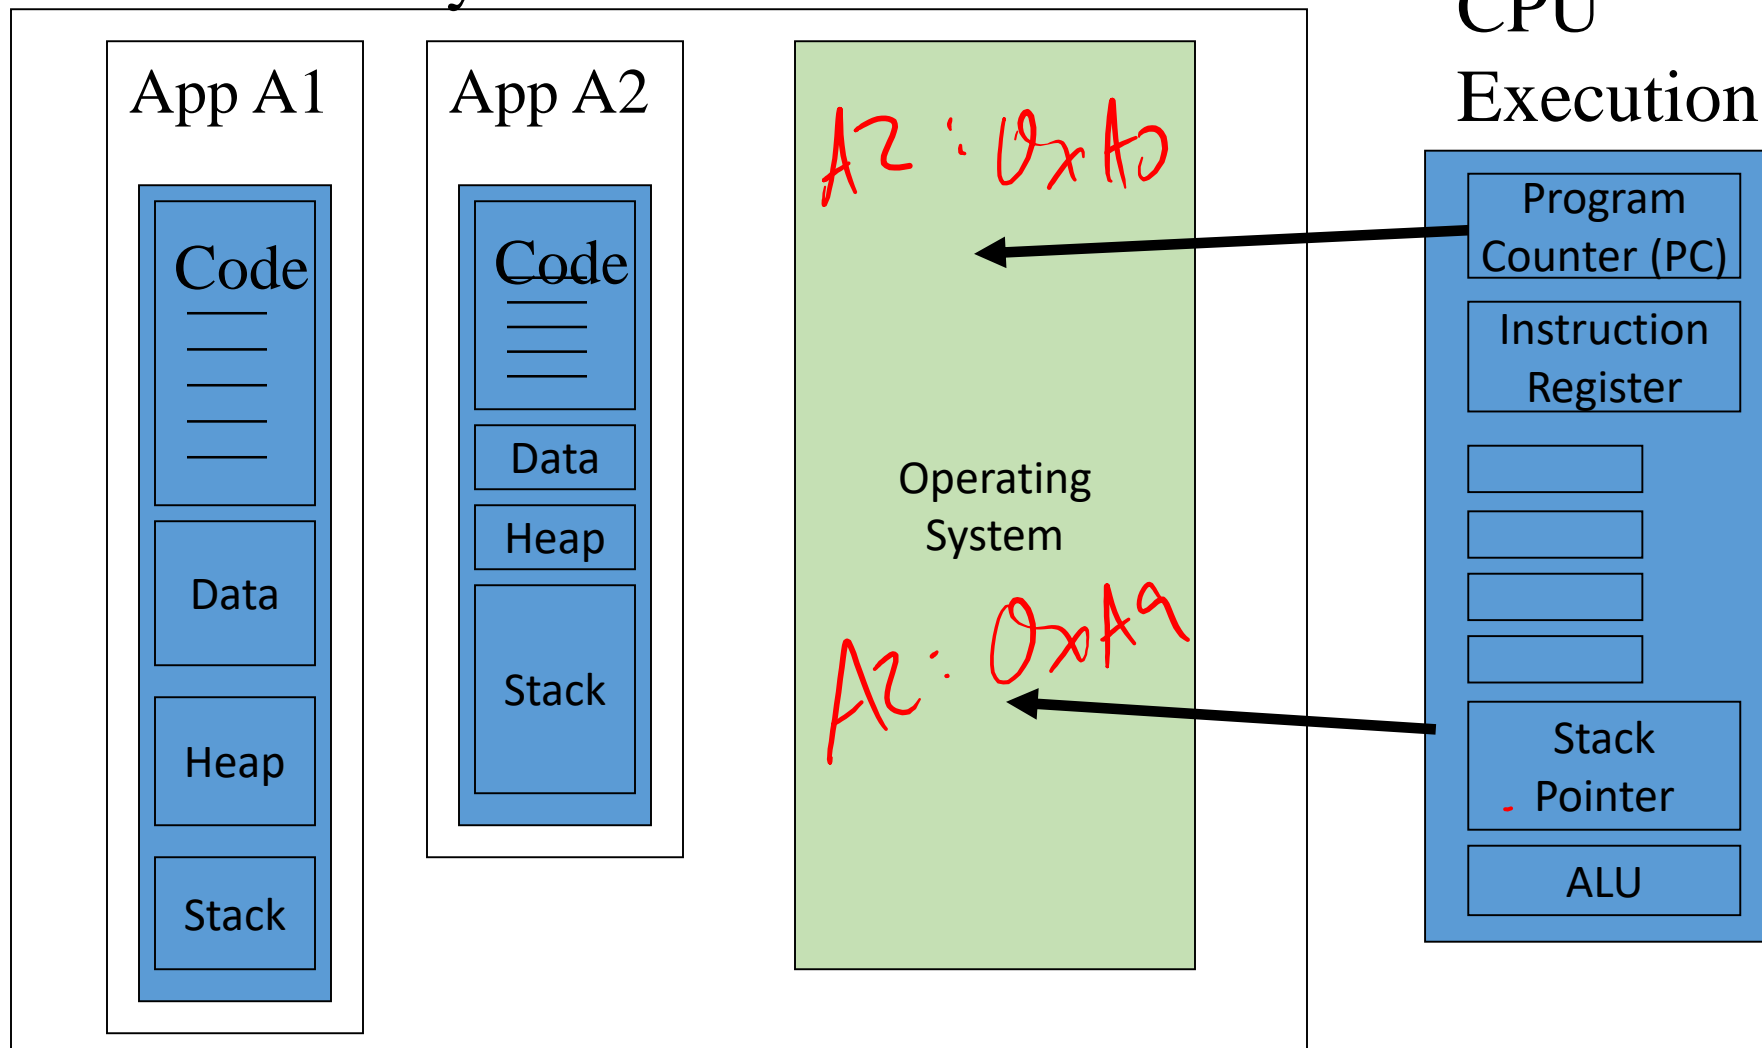 CPU
Execution
App A1
Code
Data
Heap
Stack
App A2
Code
Data
Heap
Stack
A2 : 0xA0
Operating
System
A2 : 0xA9
Program
Counter (PC)
Instruction
Register
Stack
Pointer
ALU